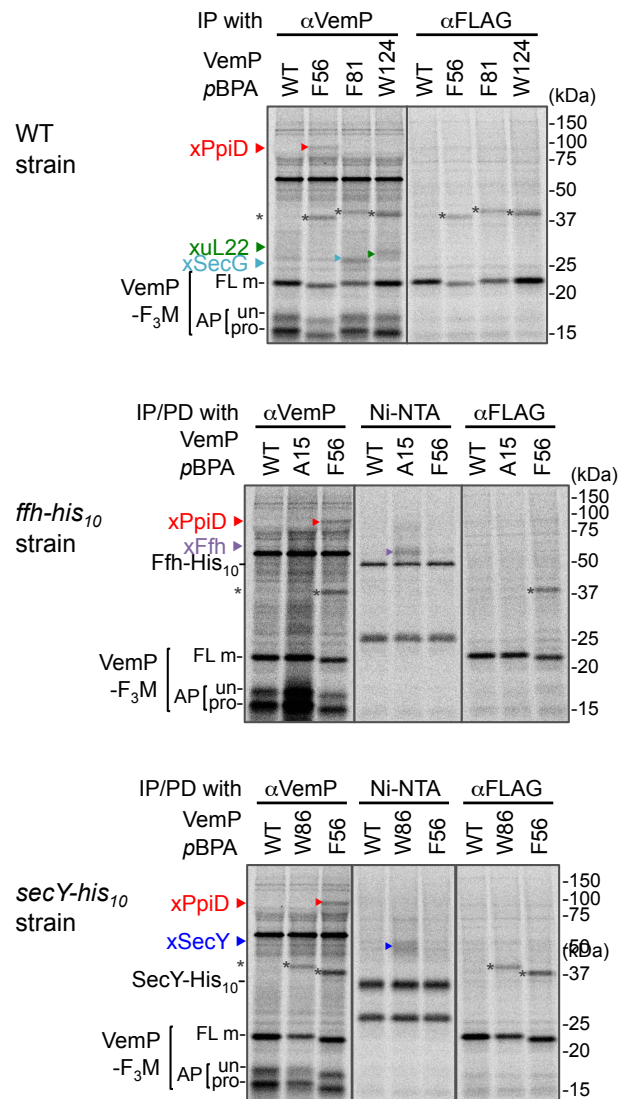 IP with αVemP αFLAG
VemP pBPA WT F56 F81 W124 WT F56 F81 W124
(kDa)
WT strain
-150
-100
xPpiD
-75
-50
*
* * * * * *
-37
xuL22
xSecG
-25
VemP -F₃M
FL m-
-20
AP
un-
pro-
-15
IP/PD with αVemP Ni-NTA αFLAG
VemP pBPA WT A15 F56 WT A15 F56 WT A15 F56
(kDa)
ffh-his₁₀ strain
-150
-100
xPpiD
-75
xFfh
Ffh-His₁₀-
-50
*
* *
-37
-25
VemP -F₃M
FL m-
-20
AP
un-
pro-
-15
IP/PD with αVemP Ni-NTA αFLAG
VemP pBPA WT W86 F56 WT W86 F56 WT W86 F56
secY-his₁₀ strain
-150
-100
xPpiD
-75
xSecY
-50
(kDa)
*
* * * *
SecY-His₁₀-
-37
-25
VemP -F₃M
FL m-
-20
AP
un-
pro-
-15